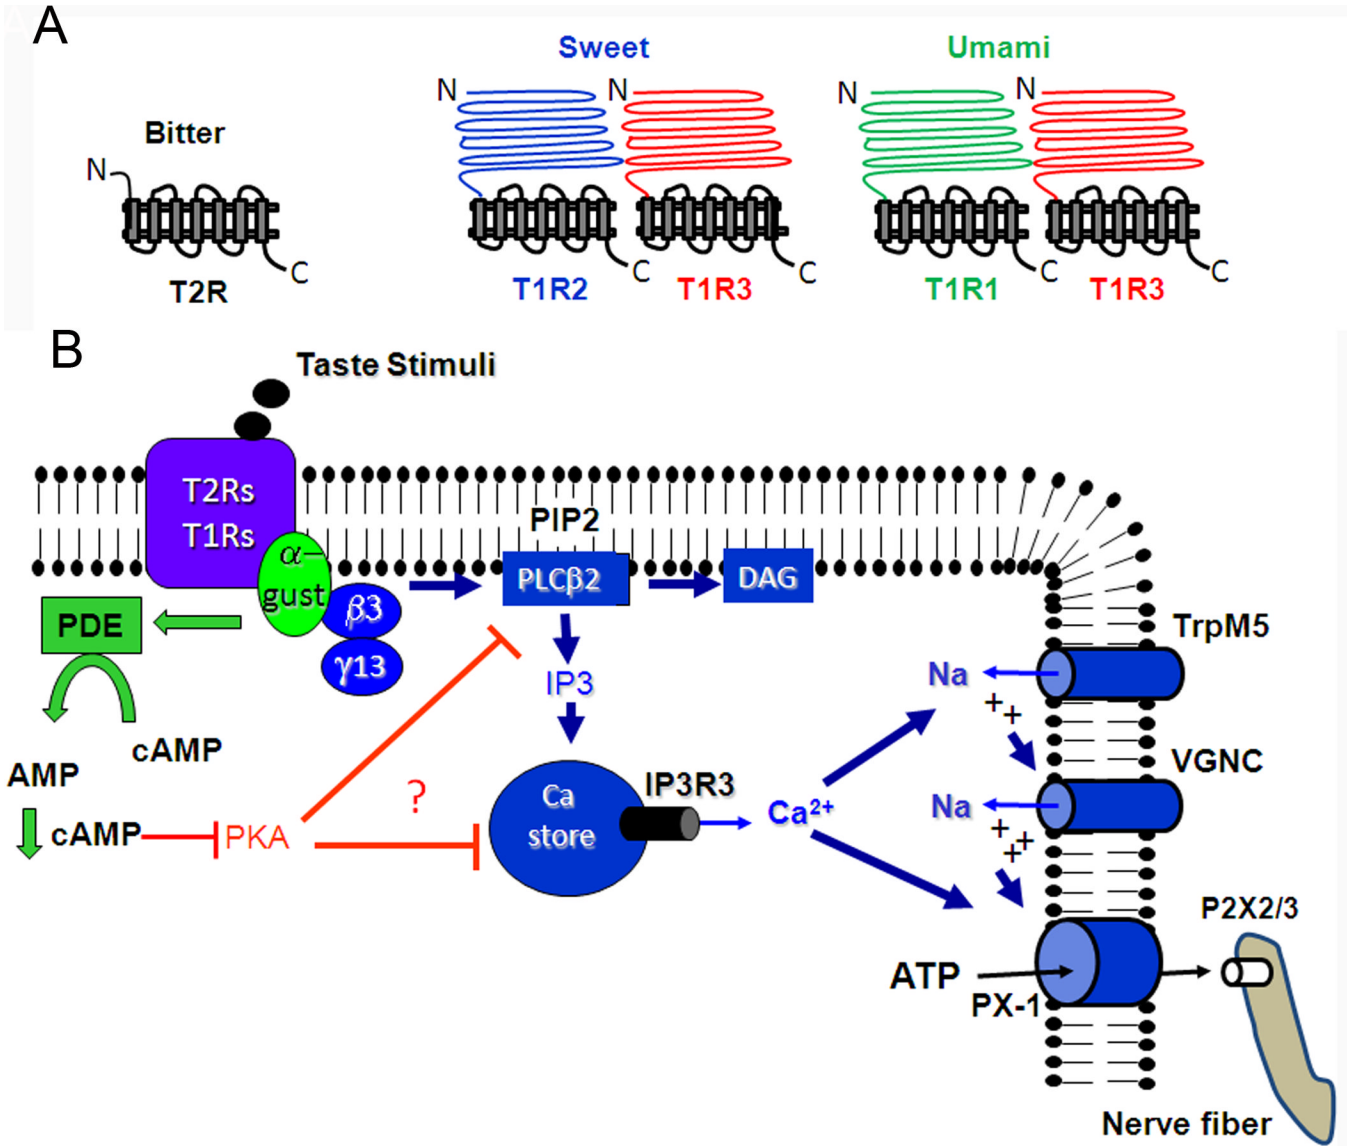 A
Sweet
Umami
N
N
N
N
Bitter
N
C
C
C
C
C
T2R
T1R2
T1R3
T1R1
T1R3
B
Taste Stimuli
T2Rs
T1Rs
PIP2
α–
gust
PLCβ2
DAG
β3
γ13
PDE
TrpM5
IP3
Na
++
cAMP
AMP
VGNC
IP3R3
Ca
store
?
Ca2+
Na
+++
cAMP
PKA
P2X2/3
ATP
PX-1
Nerve fiber